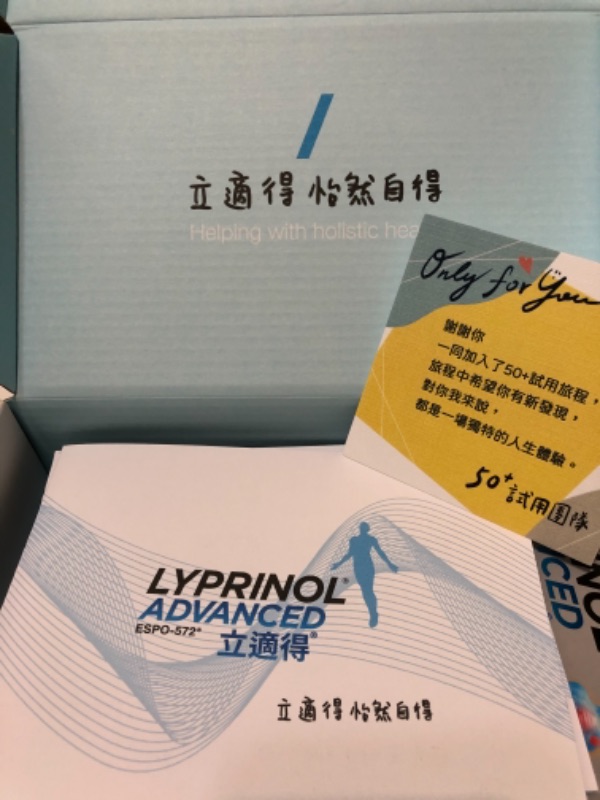 立適得 怡然自得
Helping with holistic hea
Only for You
謝謝你
一同加入了50+試用旅程，
旅程中希望你有新發現，
對你我來說，
都是一場獨特的人生體驗。
50+試用團隊
LYPRINOL®
ADVANCED
ESPO-572®
立適得®
立適得 怡然自得
CED